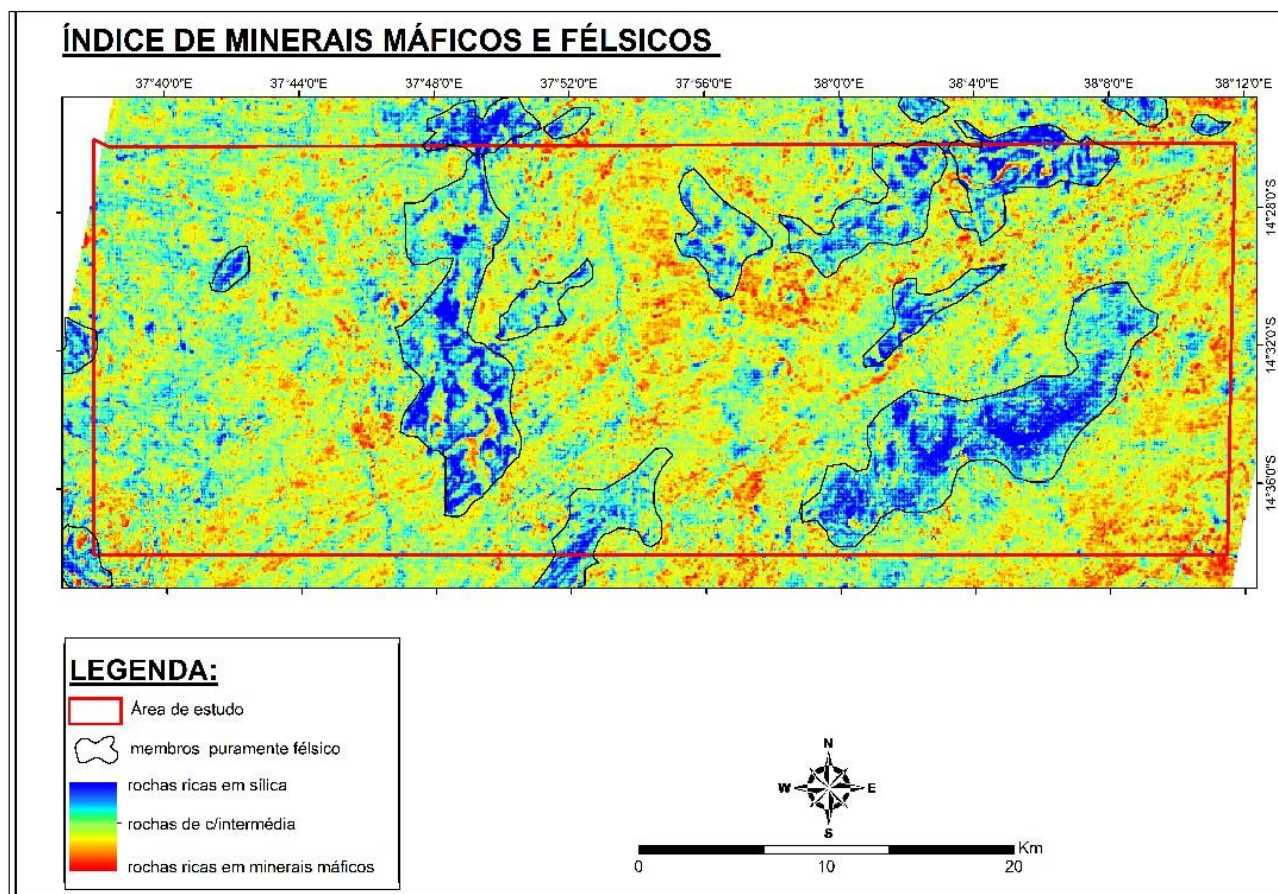 ÍNDICE DE MINERAIS MÁFICOS E FÉLSICOS
37°40'0"E 37°44'0"E 37°48'0"E 37°52'0"E 37°56'0"E 38°0'0"E 38°4'0"E 38°8'0"E 38°12'0"E
14°28'0"S
14°32'0"S
14°36'0"S
LEGENDA:
Área de estudo
membros puramente félsico
rochas ricas em sílica
rochas de c/intermédia
rochas ricas em minerais máficos
N
W E
S
Km
0 10 20